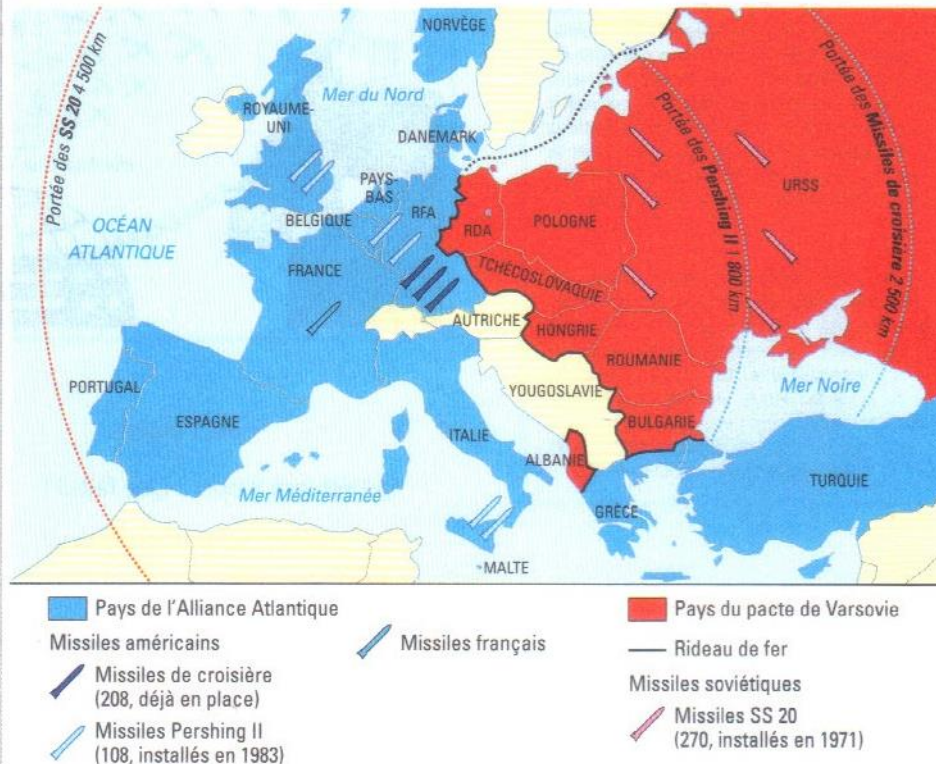 NORVÈGE
Portée des SS 20 4 500 km
Mer du Nord
ROYAUME-
UNI
DANEMARK
Portée des Pershing II 1 800 km
Portée des Missiles de croisière 2 500 km
URSS
PAYS-
BAS
RFA
BELGIQUE
RDA
POLOGNE
OCÉAN
ATLANTIQUE
FRANCE
TCHÉCOSLOVAQUIE
AUTRICHE
HONGRIE
ROUMANIE
YOUGOSLAVIE
Mer Noire
PORTUGAL
ESPAGNE
ITALIE
BULGARIE
ALBANIE
TURQUIE
Mer Méditerranée
GRÈCE
MALTE
Pays de l'Alliance Atlantique
Missiles américains
Missiles de croisière
(208, déjà en place)
Missiles Pershing II
(108, installés en 1983)
Missiles français
Pays du pacte de Varsovie
Rideau de fer
Missiles soviétiques
Missiles SS 20
(270, installés en 1971)